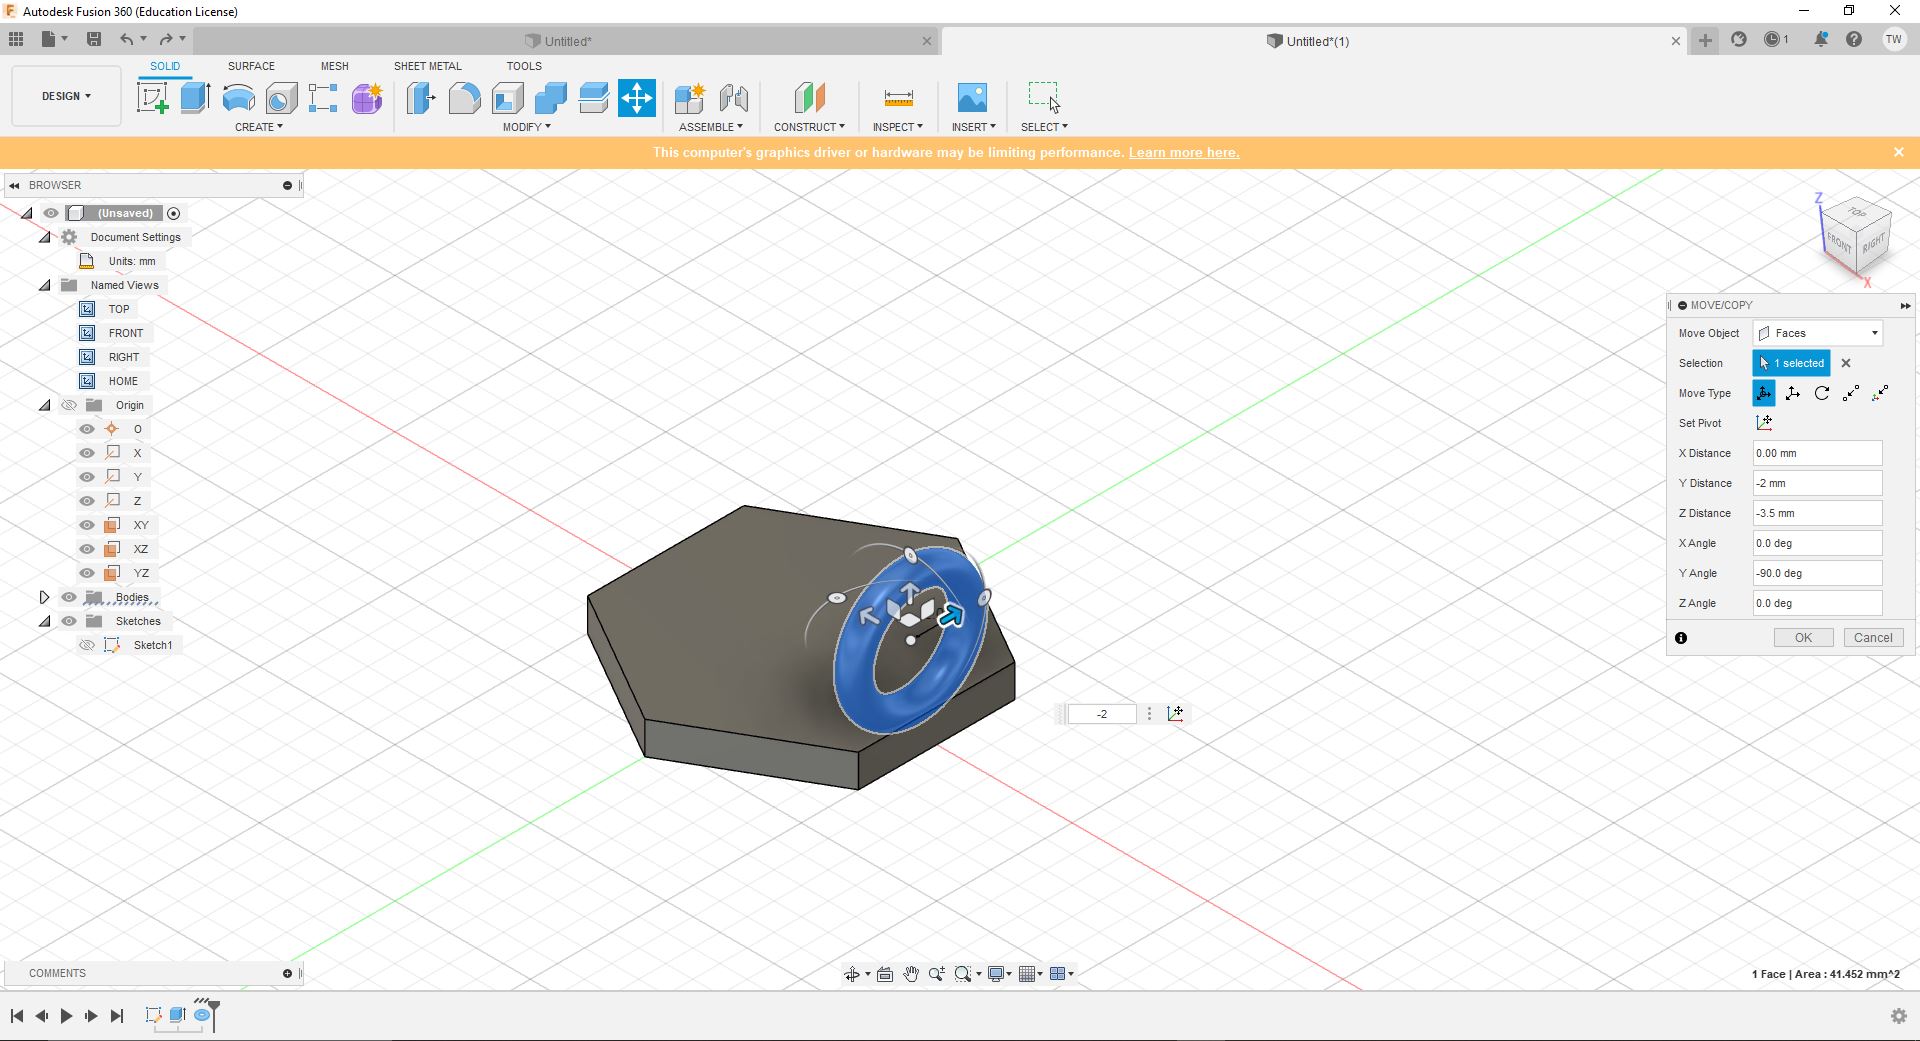 Autodesk Fusion 360 (Education License)
Untitled*
Untitled*(1)
1
TW
SOLID
SURFACE
MESH
SHEET METAL
TOOLS
DESIGN
CREATE
MODIFY
ASSEMBLE
CONSTRUCT
INSPECT
INSERT
SELECT
This computer's graphics driver or hardware may be limiting performance. Learn more here.
BROWSER
(Unsaved)
Document Settings
Units: mm
Named Views
TOP
FRONT
RIGHT
HOME
Origin
O
X
Y
Z
XY
XZ
YZ
Bodies
Sketches
Sketch1
Z
TOP
FRONT
RIGHT
X
MOVE/COPY
Move Object
Faces
Selection
1 selected
Move Type
Set Pivot
X Distance
0.00 mm
Y Distance
-2 mm
Z Distance
-3.5 mm
X Angle
0.0 deg
Y Angle
-90.0 deg
Z Angle
0.0 deg
OK
Cancel
-2
COMMENTS
1 Face | Area : 41.452 mm^2